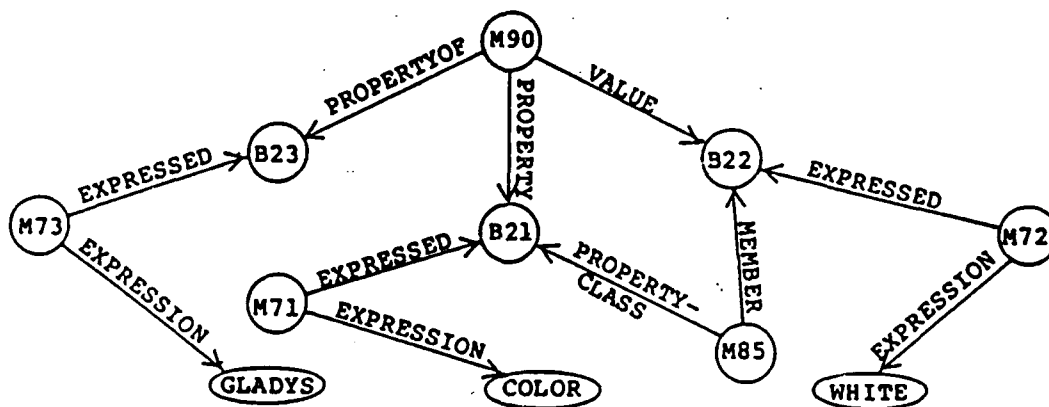 M90
PROPERTYOF
PROPERTY
VALUE
B23
B22
EXPRESSED
EXPRESSED
M73
B21
M72
EXPRESSED
PROPERTY-
CLASS
MEMBER
EXPRESSION
M71
EXPRESSION
M85
EXPRESSION
GLADYS
COLOR
WHITE